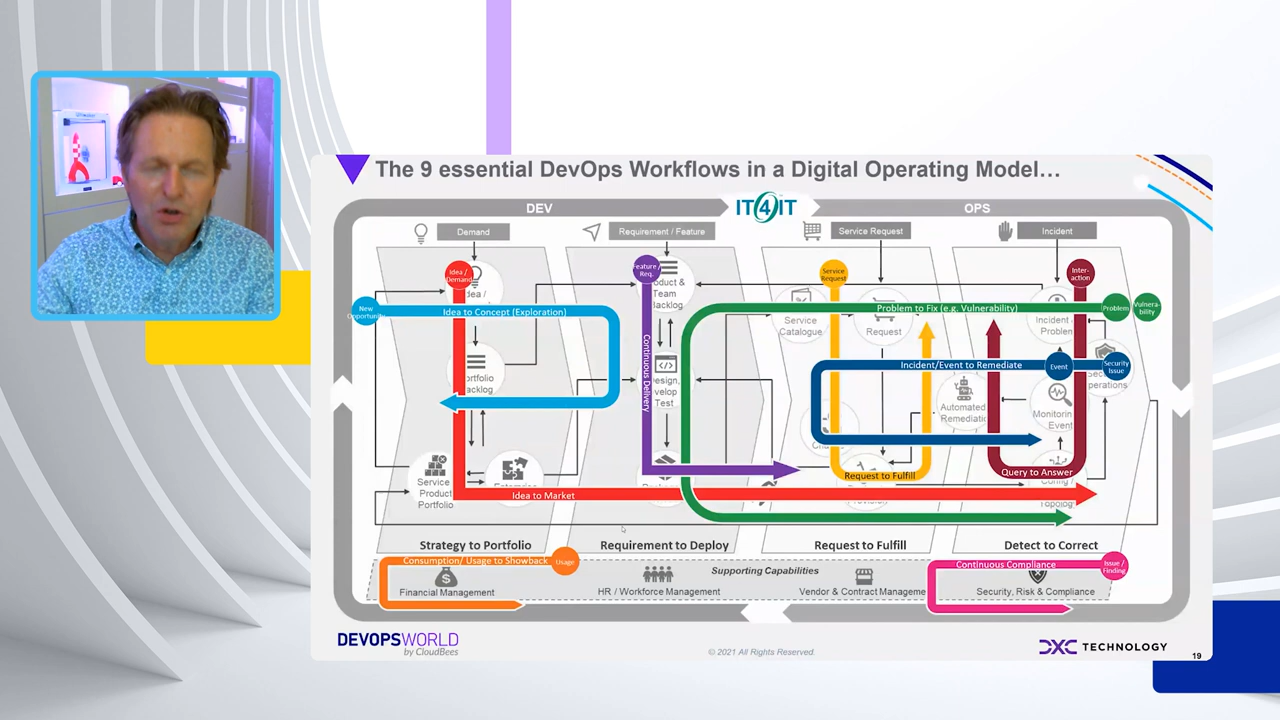 The 9 essential DevOps Workflows in a Digital Operating Model…
DEV
IT4IT
OPS
Demand
Requirement / Feature
Service Request
Incident
Idea / Demand
Feature / Req.
Service Request
Inter-action
New Opportunity
Idea to Concept (Exploration)
Problem to Fix (e.g. Vulnerability)
Problem
Vulnera-bility
Service Catalogue
Request
Continuous Delivery
Incident/Event to Remediate
Event
Security Issue
Automated
Service Product Portfolio
Request to Fulfill
Query to Answer
Idea to Market
Strategy to Portfolio
Requirement to Deploy
Request to Fulfill
Detect to Correct
Consumption/ Usage to Showback
Usage
Supporting Capabilities
Continuous Compliance
Issue / Finding
Financial Management
HR / Workforce Management
Vendor & Contract Manageme
Security, Risk & Compliance
DEVOPSWORLD
by CloudBees
© 2021 All Rights Reserved
DXC TECHNOLOGY
19